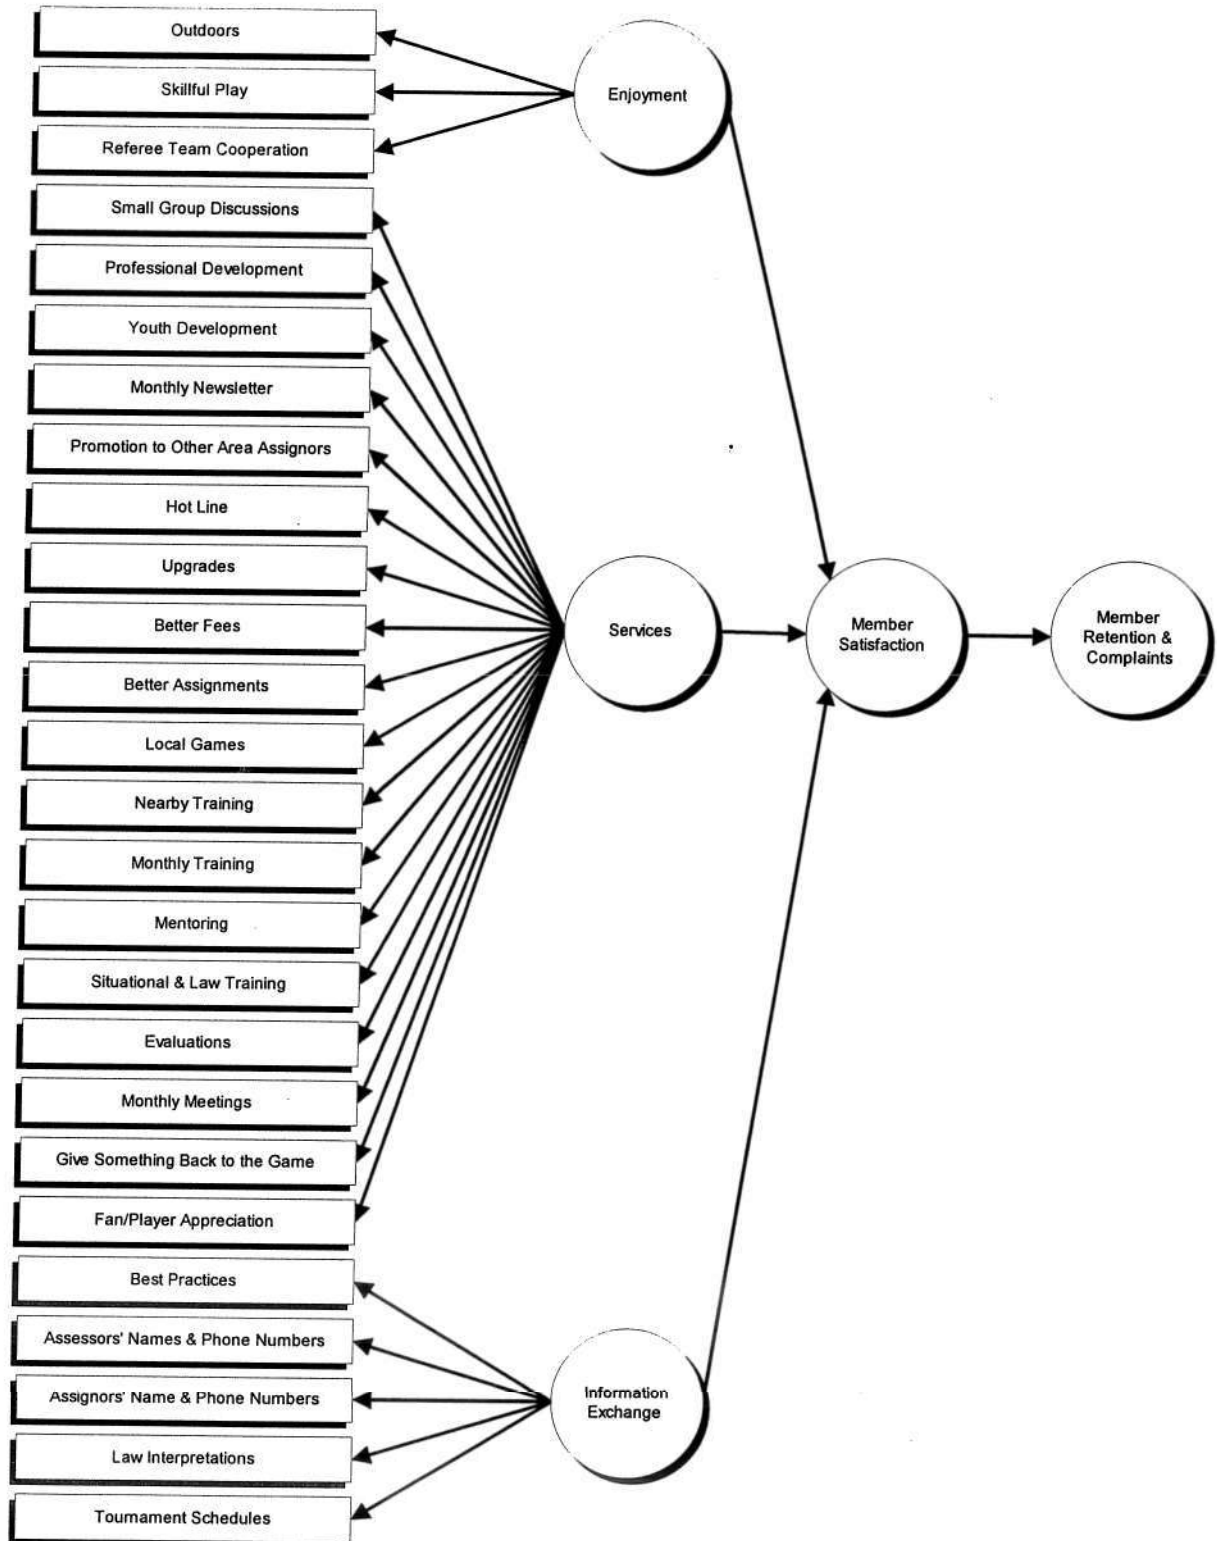 Outdoors
Skillful Play
Referee Team Cooperation
Small Group Discussions
Professional Development
Youth Development
Monthly Newsletter
Promotion to Other Area Assignors
Hot Line
Upgrades
Better Fees
Better Assignments
Local Games
Nearby Training
Monthly Training
Mentoring
Situational & Law Training
Evaluations
Monthly Meetings
Give Something Back to the Game
Fan/Player Appreciation
Best Practices
Assessors' Names & Phone Numbers
Assignors' Name & Phone Numbers
Law Interpretations
Tournament Schedules
Enjoyment
Services
Information
Exchange
Member
Satisfaction
Member
Retention &
Complaints